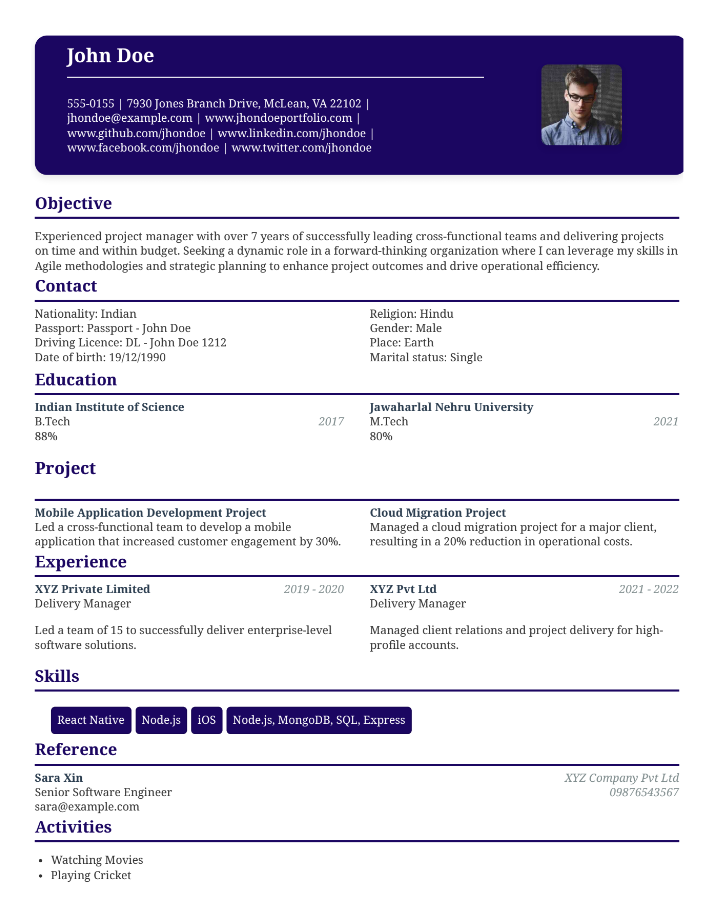 John Doe
555-0155 | 7930 Jones Branch Drive, McLean, VA 22102 |
jhondoe@example.com | www.jhondoeportfolio.com |
www.github.com/jhondoe | www.linkedin.com/jhondoe |
www.facebook.com/jhondoe | www.twitter.com/jhondoe
Objective
Experienced project manager with over 7 years of successfully leading cross-functional teams and delivering projects
on time and within budget. Seeking a dynamic role in a forward-thinking organization where I can leverage my skills in
Agile methodologies and strategic planning to enhance project outcomes and drive operational efficiency.
Contact
Nationality: Indian
Passport: Passport - John Doe
Driving Licence: DL - John Doe 1212
Date of birth: 19/12/1990
Religion: Hindu
Gender: Male
Place: Earth
Marital status: Single
Education
Indian Institute of Science
B.Tech 2017
88%
Jawaharlal Nehru University
M.Tech 2021
80%
Project
Mobile Application Development Project
Led a cross-functional team to develop a mobile
application that increased customer engagement by 30%.
Cloud Migration Project
Managed a cloud migration project for a major client,
resulting in a 20% reduction in operational costs.
Experience
XYZ Private Limited 2019 - 2020
Delivery Manager
Led a team of 15 to successfully deliver enterprise-level
software solutions.
XYZ Pvt Ltd 2021 - 2022
Delivery Manager
Managed client relations and project delivery for high-
profile accounts.
Skills
React Native Node.js iOS Node.js, MongoDB, SQL, Express
Reference
Sara Xin XYZ Company Pvt Ltd
Senior Software Engineer 09876543567
sara@example.com
Activities
• Watching Movies
• Playing Cricket